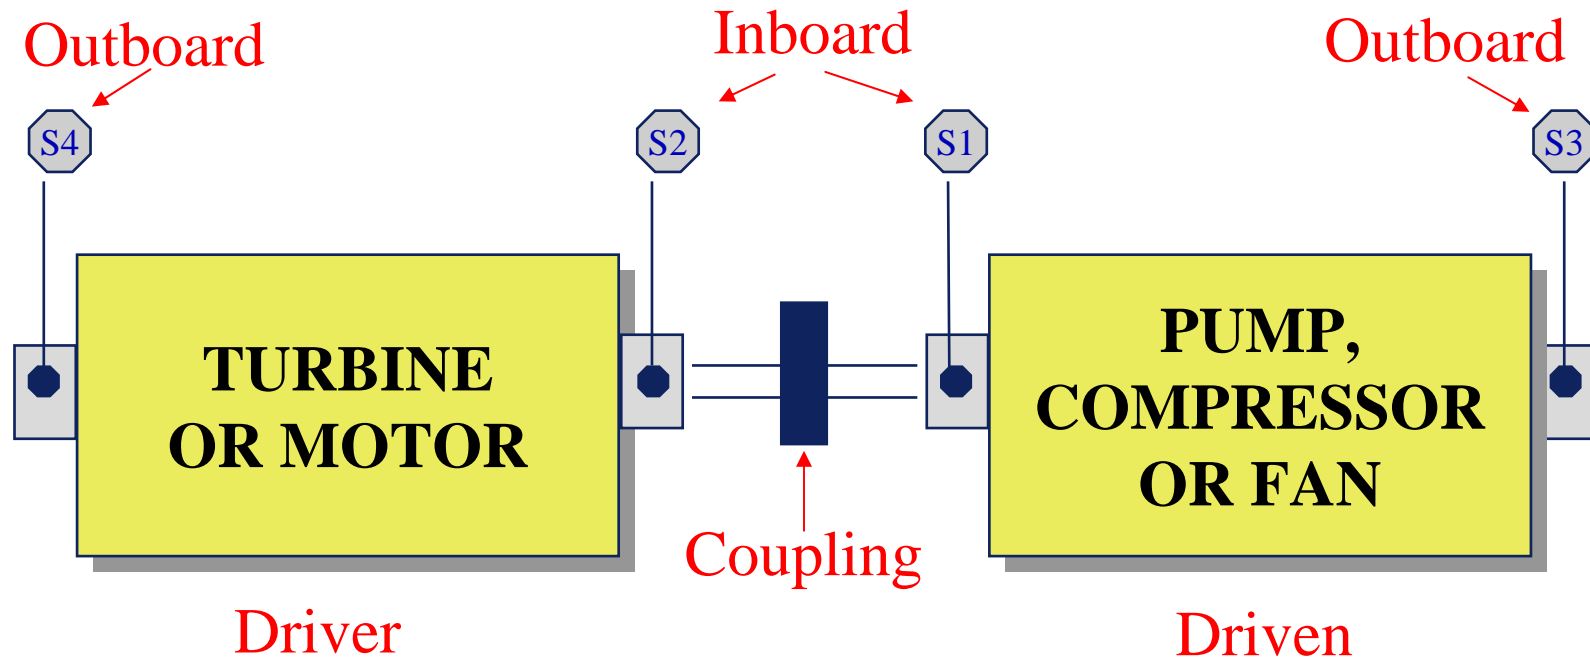 Outboard
Inboard
Outboard
S4
S2
S1
S3
TURBINE
OR MOTOR
PUMP,
COMPRESSOR
OR FAN
Coupling
Driver
Driven